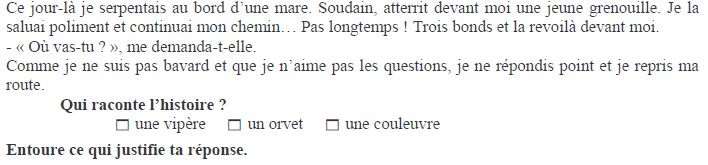 Ce jour-là je serpentais au bord d’une mare. Soudain, atterrit devant moi une jeune grenouille. Je la
saluai poliment et continuai mon chemin… Pas longtemps ! Trois bonds et la revoilà devant moi.
- « Où vas-tu ? », me demanda-t-elle.
Comme je ne suis pas bavard et que je n’aime pas les questions, je ne répondis point et je repris ma
route.
Qui raconte l’histoire ?
☐ une vipère ☐ un orvet ☐ une couleuvre
Entoure ce qui justifie ta réponse.